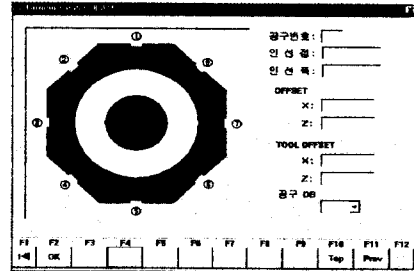 ①
②
⑧
③
⑦
④
⑥
⑤
공구번호:
인 선 점:
인 선 폭:
OFFSET
X:
Z:
TOOL OFFSET
X:
Z:
공구 DB
F1 F2 F3 F4 F5 F6 F7 F8 F9 F10 F11 F12
OK Top Prev